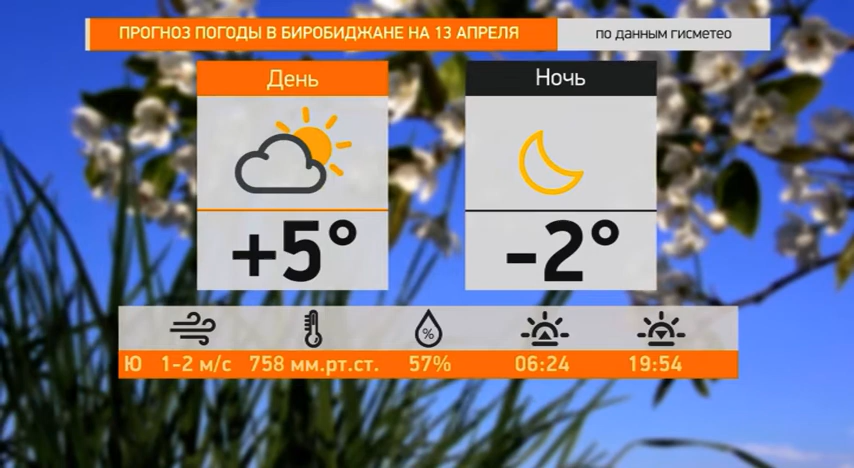 ПРОГНОЗ ПОГОДЫ В БИРОБИДЖАНЕ НА 13 АПРЕЛЯ
по данным гисметео
День
Ночь
+5°
-2°
%
Ю 1-2 м/с 758 мм.рт.ст. 57% 06:24 19:54